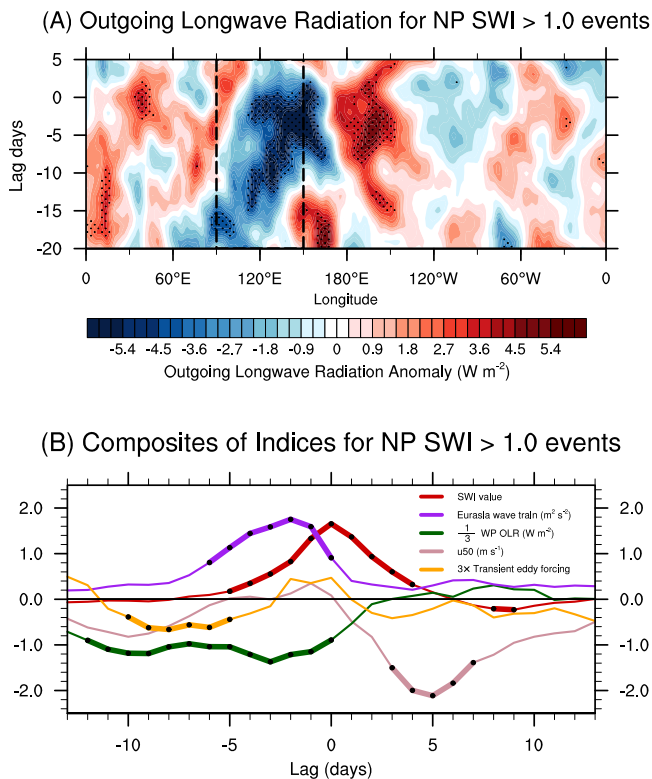 (A) Outgoing Longwave Radiation for NP SWI > 1.0 events
5
0
-5
-10
-15
-20
Lag days
0 60°E 120°E 180°E 120°W 60°W 0
Longitude
-5.4 -4.5 -3.6 -2.7 -1.8 -0.9 0 0.9 1.8 2.7 3.6 4.5 5.4
Outgoing Longwave Radiation Anomaly (W m⁻²)
(B) Composites of Indices for NP SWI > 1.0 events
2.0 2.0
1.0 1.0
0.0 0.0
-1.0 -1.0
-2.0 -2.0
SWI value
Eurasla wave train (m² s⁻²)
1/3 WP OLR (W m⁻²)
u50 (m s⁻¹)
3× Transient eddy forcing
-10 -5 0 5 10
Lag (days)